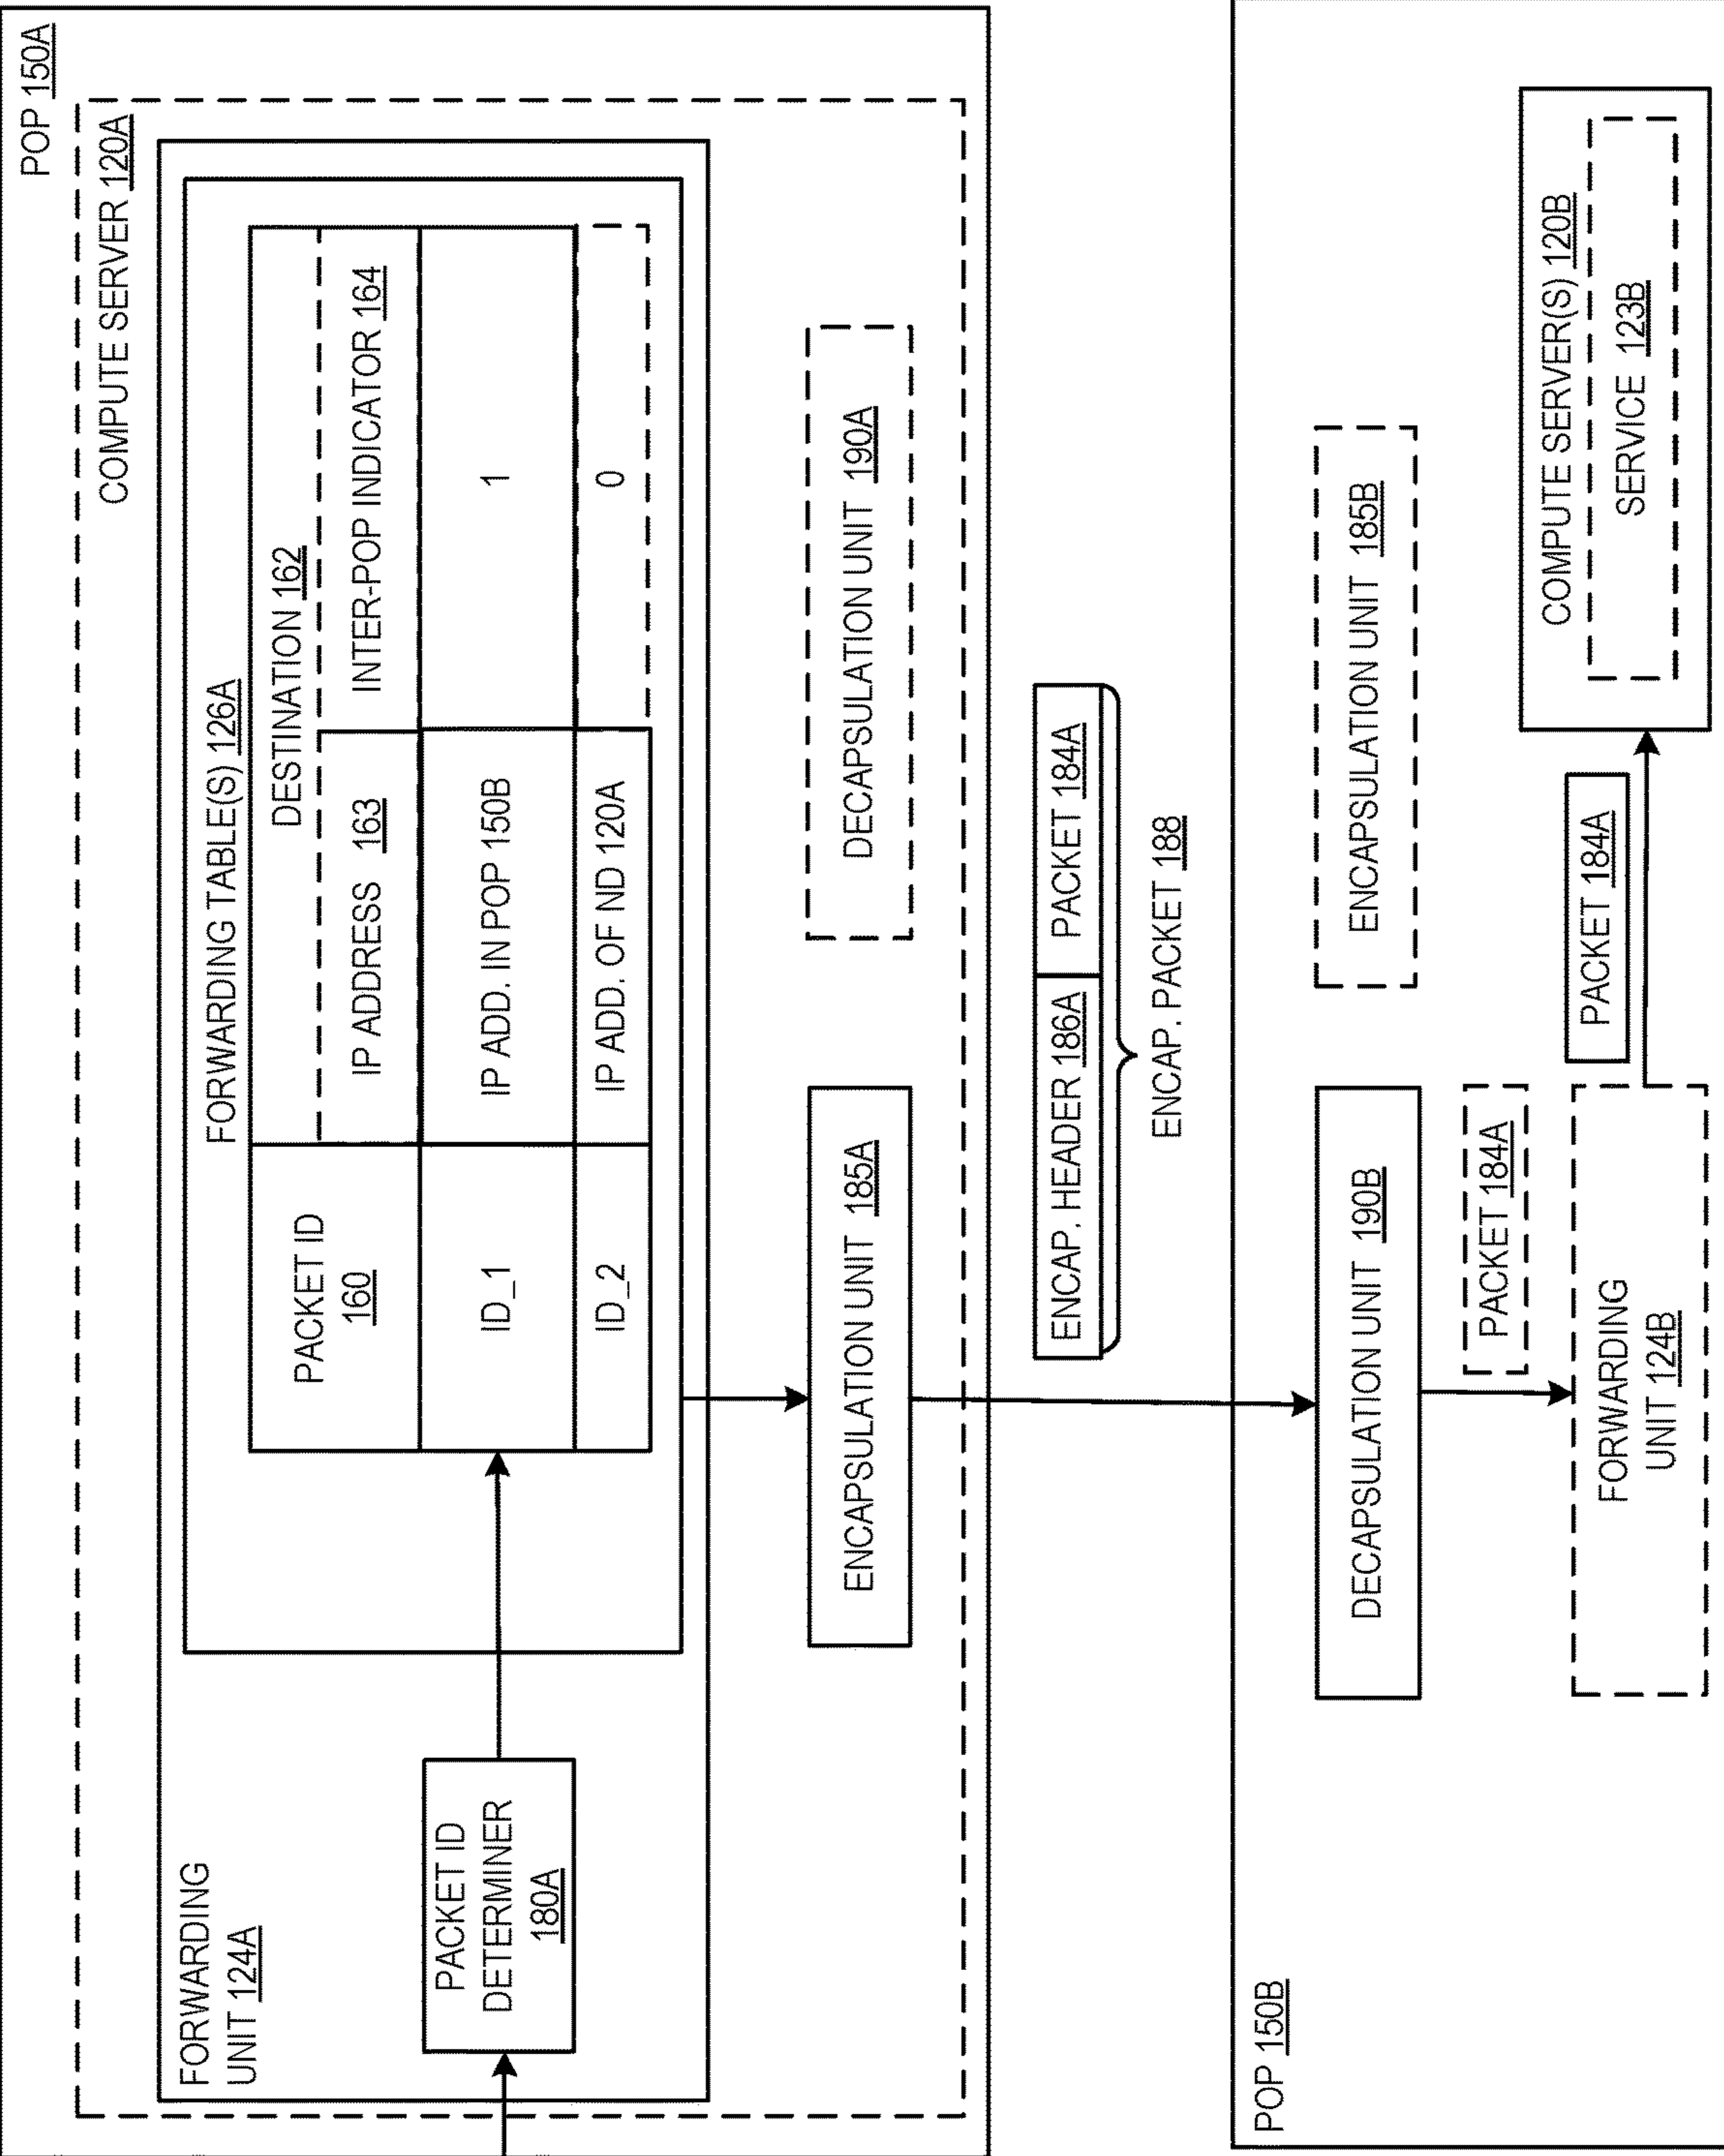 POP 150A
COMPUTE SERVER 120A
FORWARDING
UNIT 124A
FORWARDING TABLE(S) 126A
PACKET ID
160
DESTINATION 162
IP ADDRESS 163
INTER-POP INDICATOR 164
ID_1
IP ADD. IN POP 150B
1
ID_2
IP ADD. OF ND 120A
0
PACKET ID
DETERMINER
180A
ENCAPSULATION UNIT 185A
DECAPSULATION UNIT 190A
ENCAP. HEADER 186A
PACKET 184A
ENCAP. PACKET 188
POP 150B
DECAPSULATION UNIT 190B
ENCAPSULATION UNIT 185B
PACKET 184A
FORWARDING
UNIT 124B
PACKET 184A
COMPUTE SERVER(S) 120B
SERVICE 123B